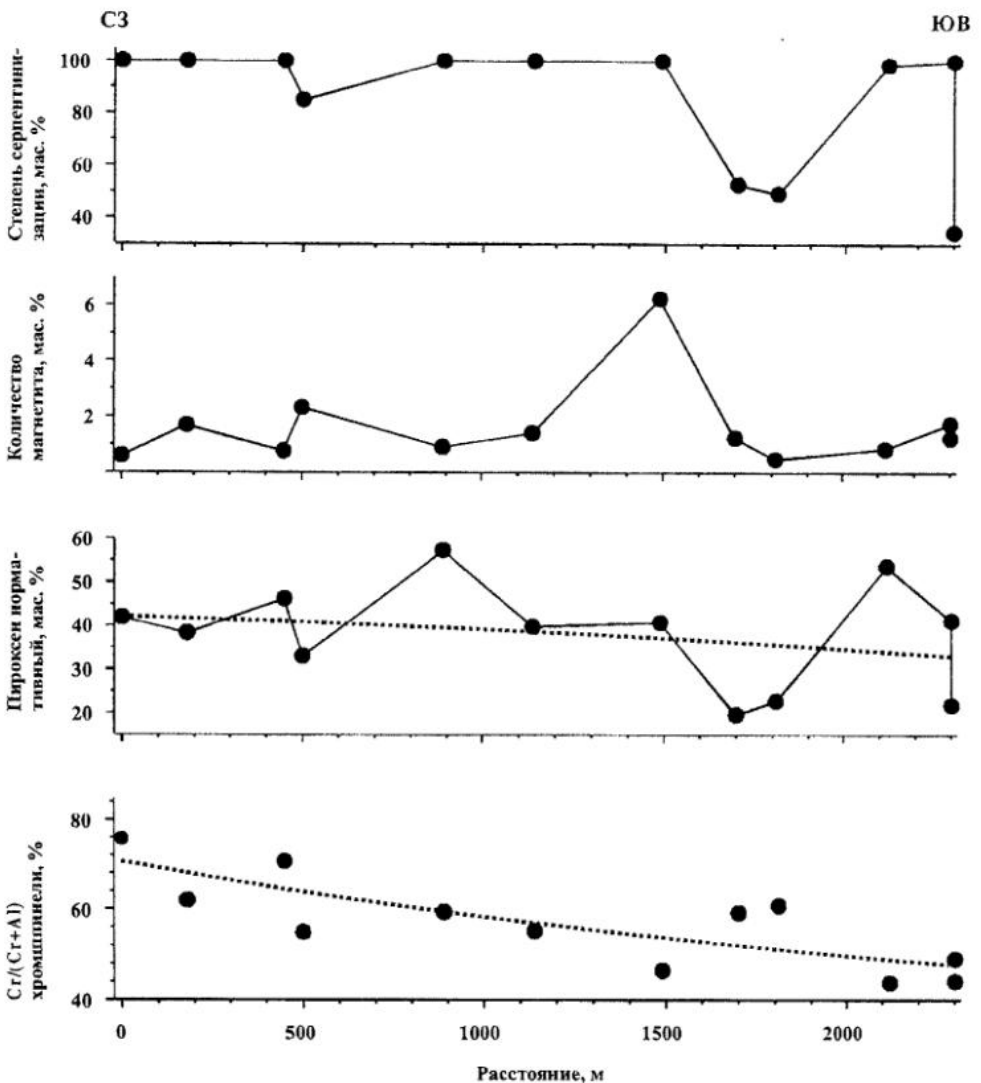 СЗ
ЮВ
Степень серпентини-
зации, мас. %
100
80
60
40
Количество
магнетита, мас. %
6
4
2
Пироксен норма-
тивный, мас. %
60
50
40
30
20
Cr/(Cr+Al)
хромшпинели, %
80
60
40
0
500
1000
1500
2000
Расстояние, м